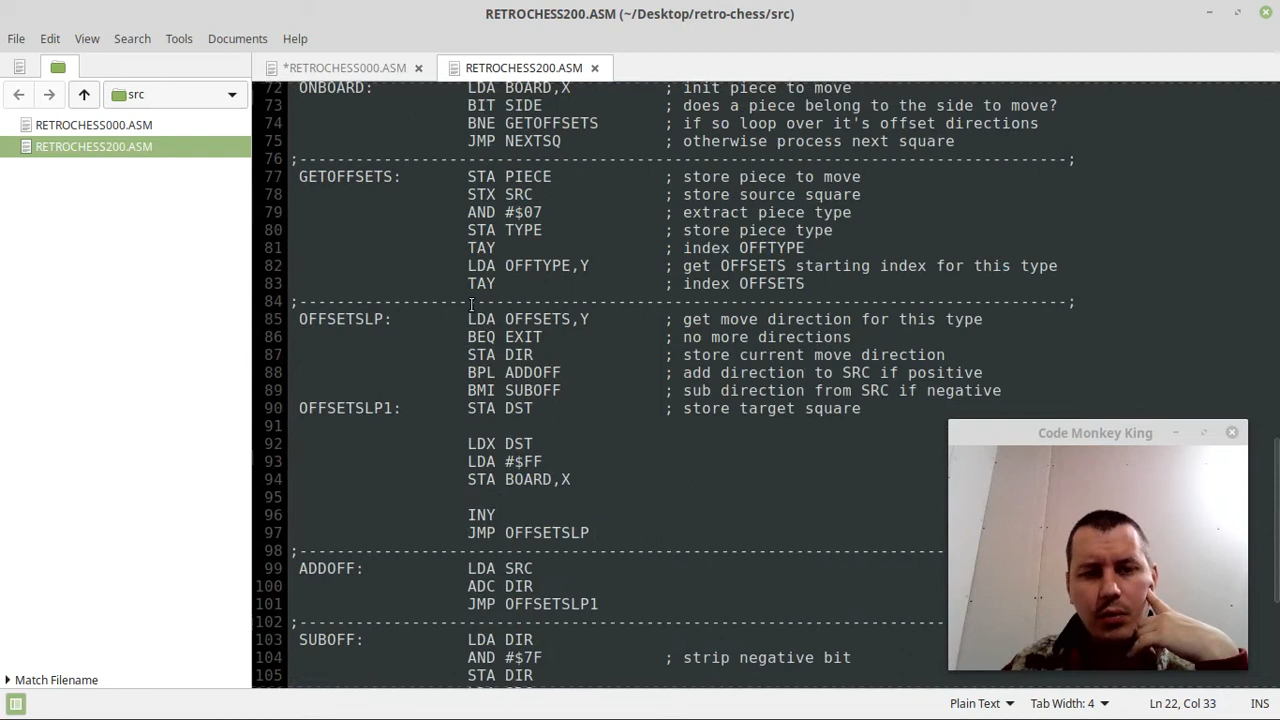 RETROCHESS200.ASM (~/Desktop/retro-chess/src)
File Edit View Search Tools Documents Help
*RETROCHESS000.ASM
RETROCHESS200.ASM
src
RETROCHESS000.ASM
RETROCHESS200.ASM
72 ONBOARD: LDA BOARD,X ; init piece to move
73 BIT SIDE ; does a piece belong to the side to move?
74 BNE GETOFFSETS ; if so loop over it's offset directions
75 JMP NEXTSQ ; otherwise process next square
76 ;----------------------------------------------------------------------------------;
77 GETOFFSETS: STA PIECE ; store piece to move
78 STX SRC ; store source square
79 AND #$07 ; extract piece type
80 STA TYPE ; store piece type
81 TAY ; index OFFTYPE
82 LDA OFFTYPE,Y ; get OFFSETS starting index for this type
83 TAY ; index OFFSETS
84 ;----------------------------------------------------------------------------------;
85 OFFSETSLP: LDA OFFSETS,Y ; get move direction for this type
86 BEQ EXIT ; no more directions
87 STA DIR ; store current move direction
88 BPL ADDOFF ; add direction to SRC if positive
89 BMI SUBOFF ; sub direction from SRC if negative
90 OFFSETSLP1: STA DST ; store target square
91
92 LDX DST
93 LDA #$FF
94 STA BOARD,X
95
96 INY
97 JMP OFFSETSLP
98 ;---------------------------------------------------------------------
99 ADDOFF: LDA SRC
100 ADC DIR
101 JMP OFFSETSLP1
102 ;---------------------------------------------------------------------
103 SUBOFF: LDA DIR
104 AND #$7F ; strip negative bit
105 STA DIR
Code Monkey King
Match Filename
Plain Text Tab Width: 4 Ln 22, Col 33 INS